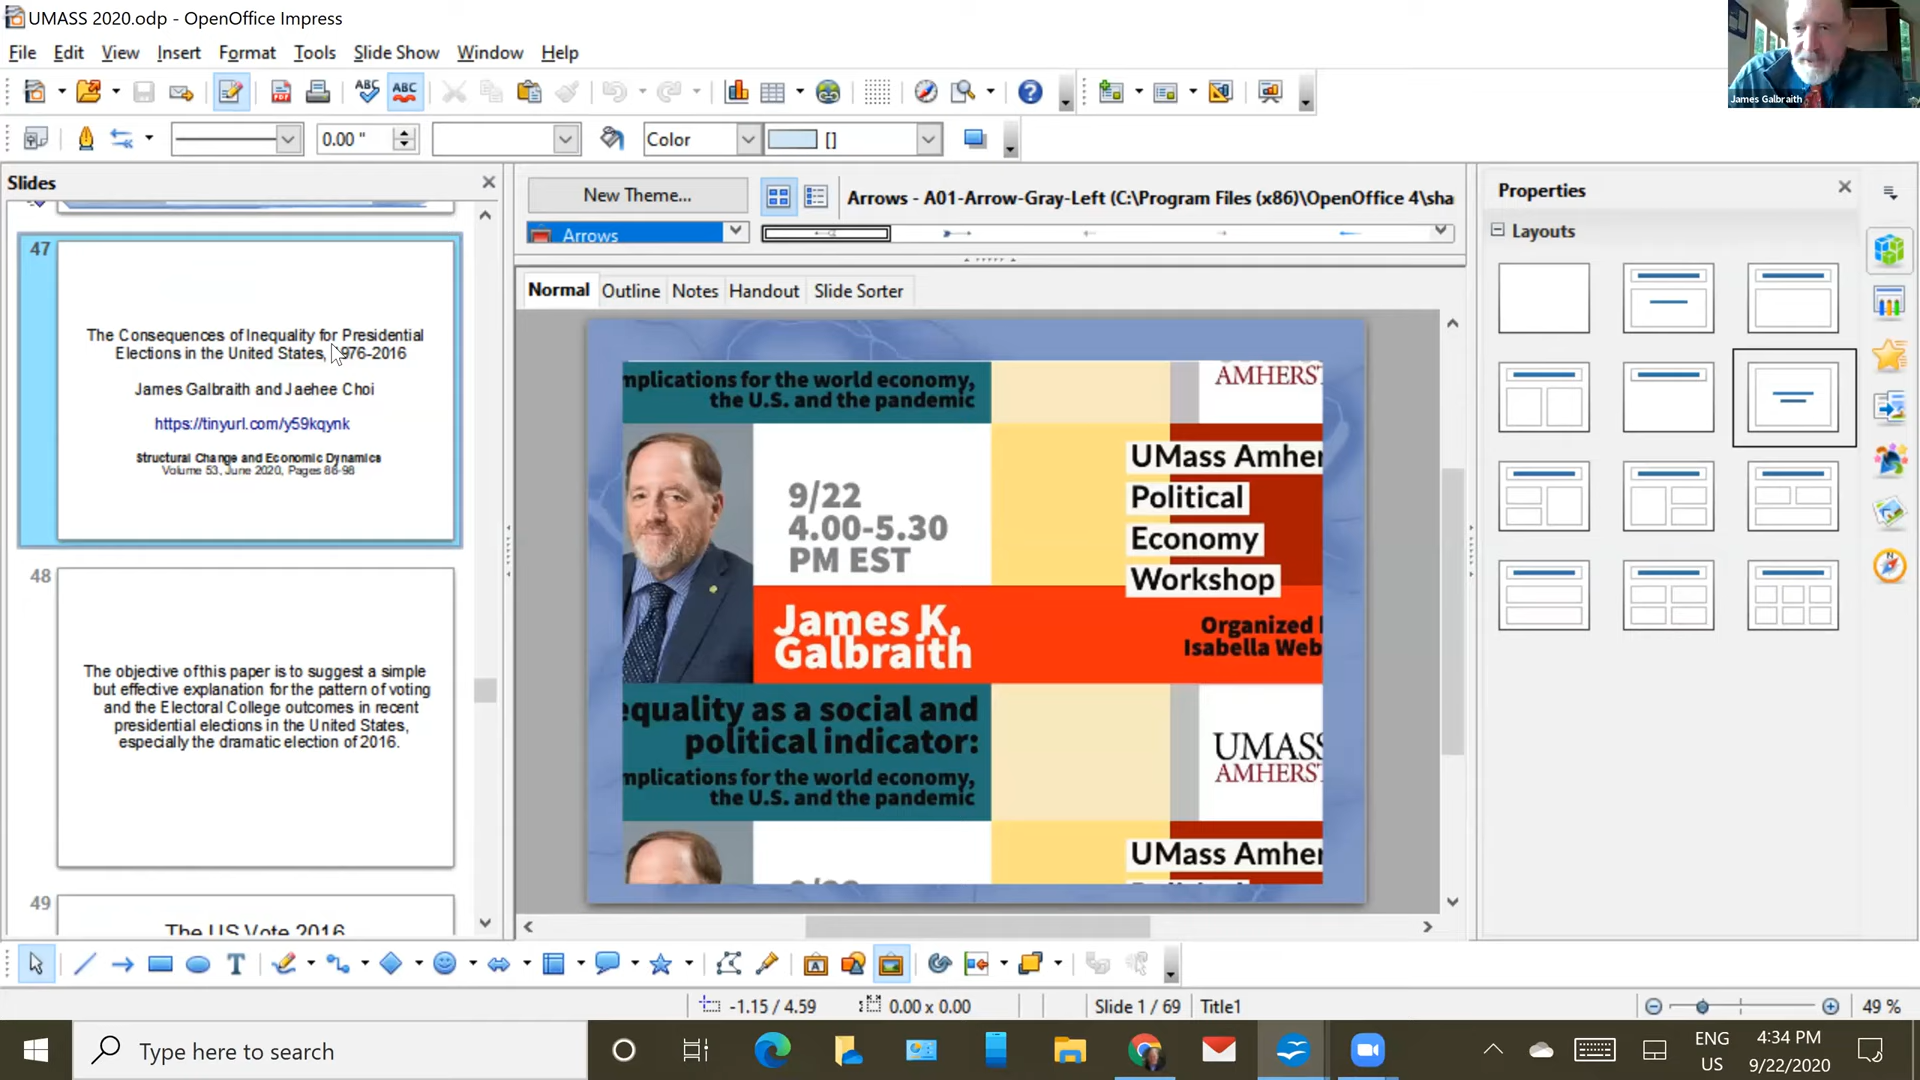 UMASS 2020.odp - OpenOffice Impress
File Edit View Insert Format Tools Slide Show Window Help
James Galbraith
ABC ABC
0.00 " Color []
Slides
New Theme...
Arrows - A01-Arrow-Gray-Left (C:\Program Files (x86)\OpenOffice 4\sha
Arrows
Properties
Layouts
Normal Outline Notes Handout Slide Sorter
47
The Consequences of Inequality for Presidential
Elections in the United States, 1976-2016
James Galbraith and Jaehee Choi
https://tinyurl.com/y59kqynk
Structural Change and Economic Dynamics
Volume 53, June 2020, Pages 86-98
48
The objective of this paper is to suggest a simple
but effective explanation for the pattern of voting
and the Electoral College outcomes in recent
presidential elections in the United States,
especially the dramatic election of 2016.
49
The US Vote 2016
mplications for the world economy,
the U.S. and the pandemic
AMHERST
9/22
4.00-5.30
PM EST
UMass Amher
Political
Economy
Workshop
James K.
Galbraith
Organized
Isabella Web
equality as a social and
political indicator:
mplications for the world economy,
the U.S. and the pandemic
UMASS
AMHERST
UMass Amher
-1.15 / 4.59 0.00 x 0.00 Slide 1 / 69 Title1 49 %
Type here to search
ENG
US
4:34 PM
9/22/2020